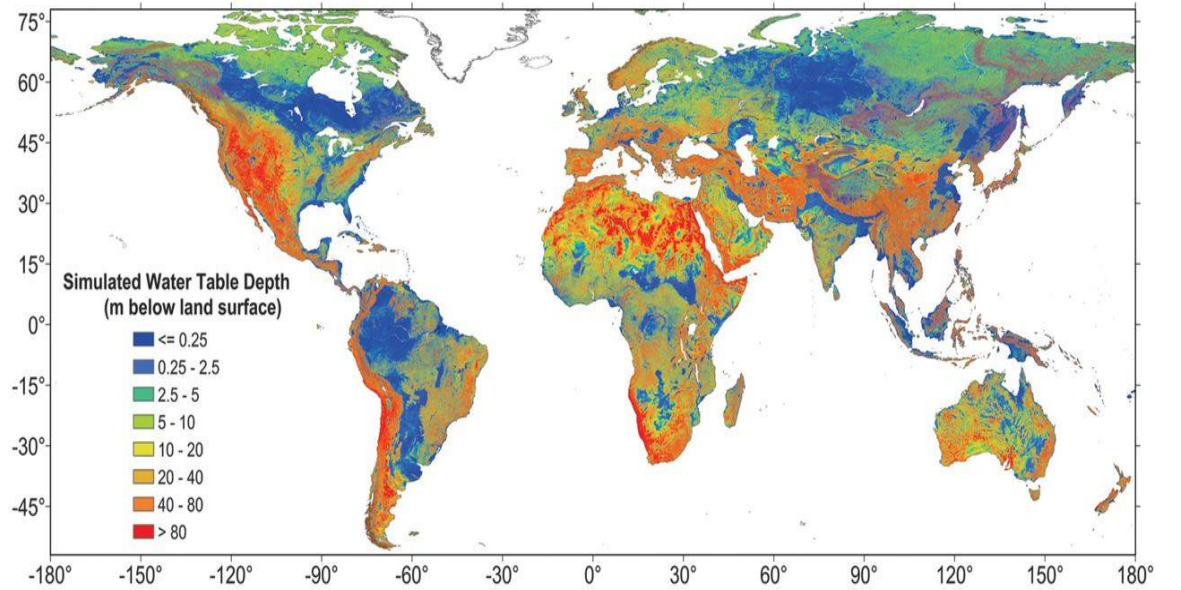 75°
60°
45°
30°
15°
0°
-15°
-30°
-45°
Simulated Water Table Depth
(m below land surface)
<= 0.25
0.25 - 2.5
2.5 - 5
5 - 10
10 - 20
20 - 40
40 - 80
> 80
-180 -150 -120 -90 -60 -30 0 30 60° 90° 120° 150° 180°